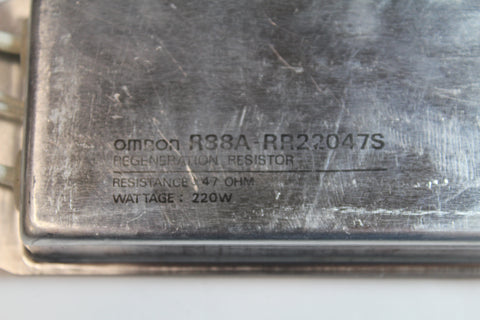 omron R88A-RR22047S
REGENERATION RESISTOR
RESISTANCE : 47 OHM
WATTAGE : 220W